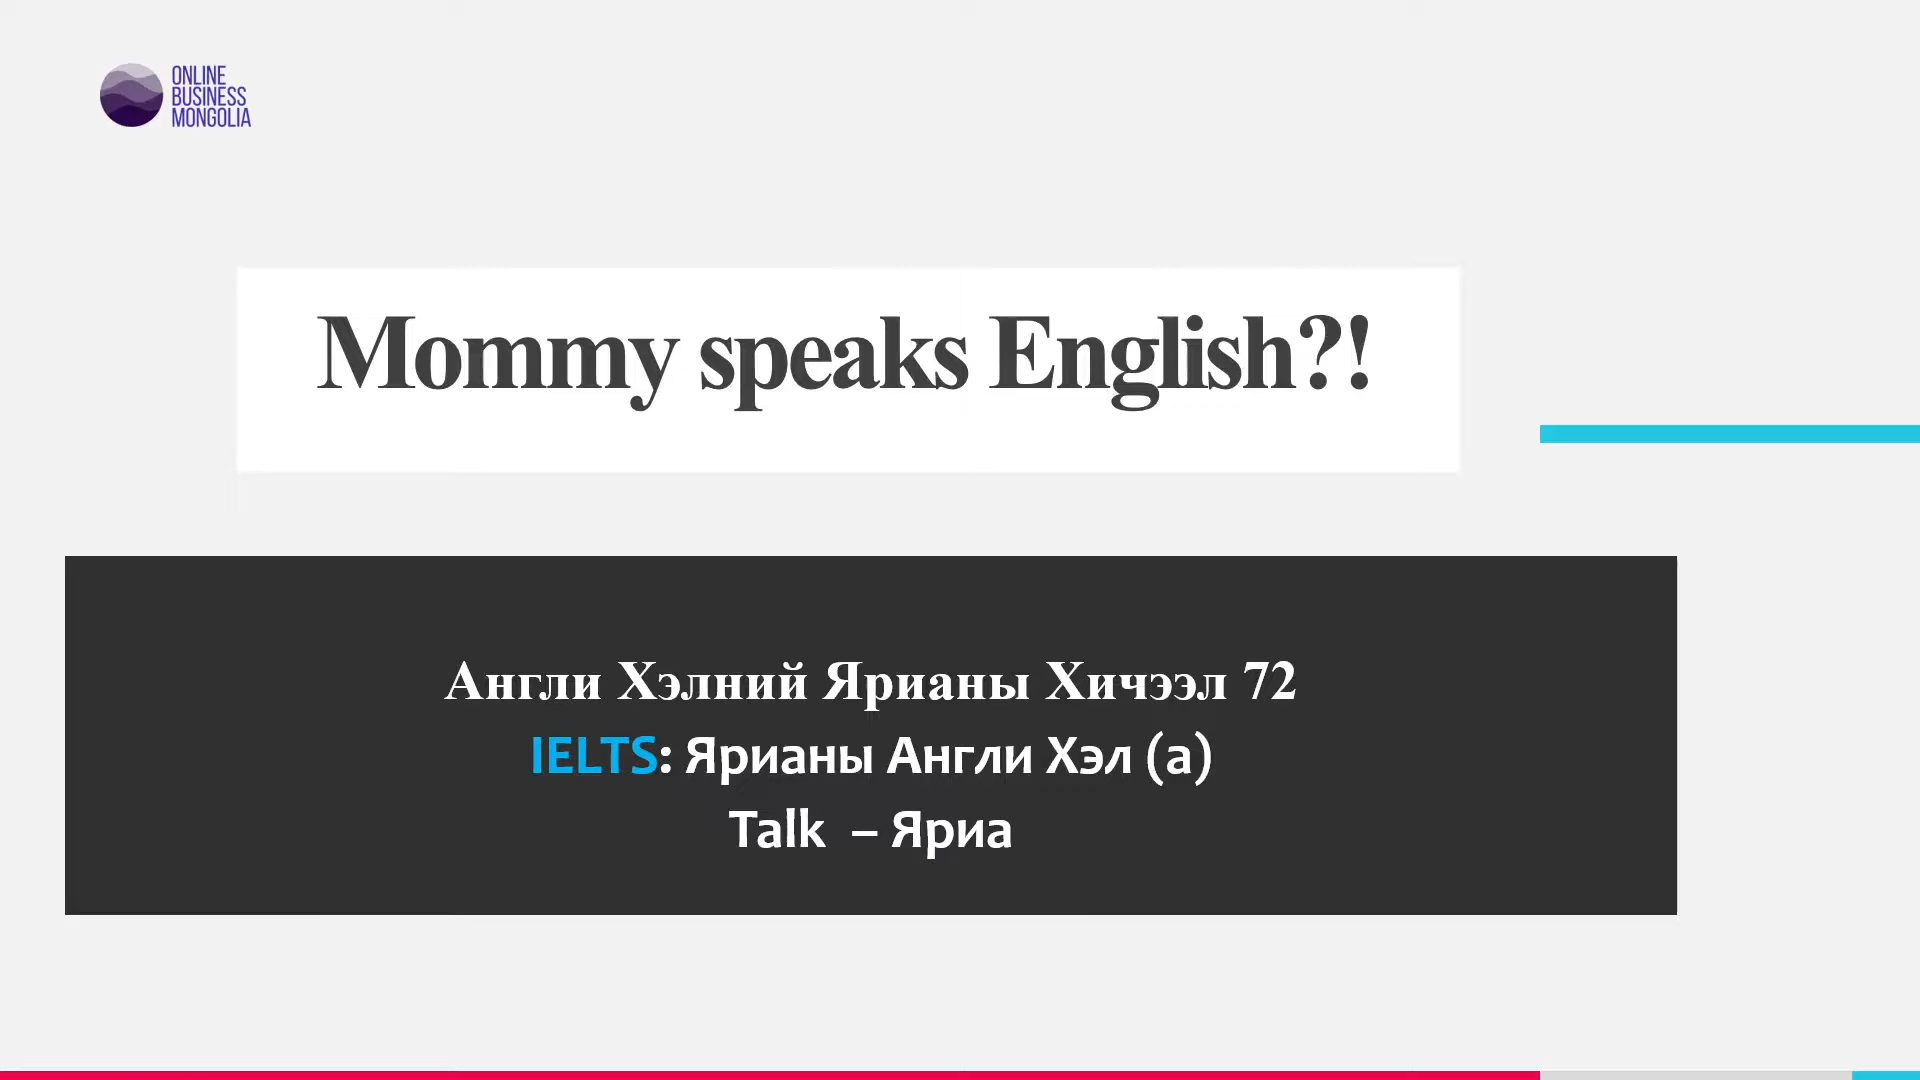 ONLINE
BUSINESS
MONGOLIA
Mommy speaks English?!
Англи Хэлний Ярианы Хичээл 72
IELTS: Ярианы Англи Хэл (а)
Talk – Яриа